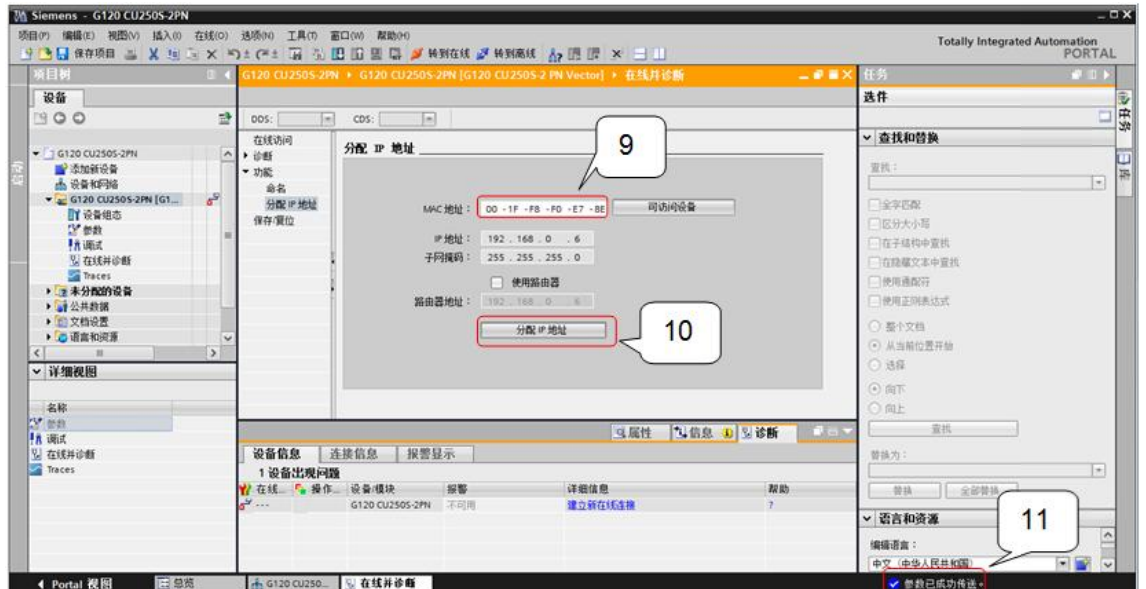 Siemens - G120 CU250S-2PN
项目(P) 编辑(E) 视图(V) 插入(I) 在线(O) 选项(N) 工具(T) 窗口(W) 帮助(H)
Totally Integrated Automation
PORTAL
保存项目 转到在线 转到离线
项目树
G120 CU250S-2PN ▸ G120 CU250S-2PN [G120 CU250S-2 PN Vector] ▸ 在线并诊断
任务
设备
选件
DDS: CDS:
G120 CU250S-2PN
添加新设备
设备和网络
G120 CU250S-2PN [G1...
设备组态
参数
调试
在线并诊断
Traces
未分配的设备
公共数据
文档设置
语言和资源
详细视图
名称
参数
调试
在线并诊断
Traces
在线访问
诊断
功能
命名
分配 IP 地址
保存/复位
分配 IP 地址
9
MAC 地址： 00 -1F -F8 -F0 -E7 -8E 可访问设备
IP 地址： 192 . 168 . 0 . 6
子网掩码： 255 . 255 . 255 . 0
使用路由器
路由器地址： 192 . 168 . 0 . 6
分配 IP 地址
10
属性 信息 诊断
设备信息 连接信息 报警显示
1 设备出现问题
在线... 操作... 设备/模块 报警 详细信息 帮助
--- G120 CU250S-2PN 不可用 建立新在线连接 ?
查找和替换
查找：
全字匹配
区分大小写
在子结构中查找
在隐藏文本中查找
使用通配符
使用正则表达式
整个文档
从当前位置开始
选择
向下
向上
查找
替换为：
替换 全部替换
语言和资源
11
编辑语言：
中文（中华人民共和国）
任务
库
Portal 视图 总览 G120 CU250... 在线并诊断
参数已成功传送。